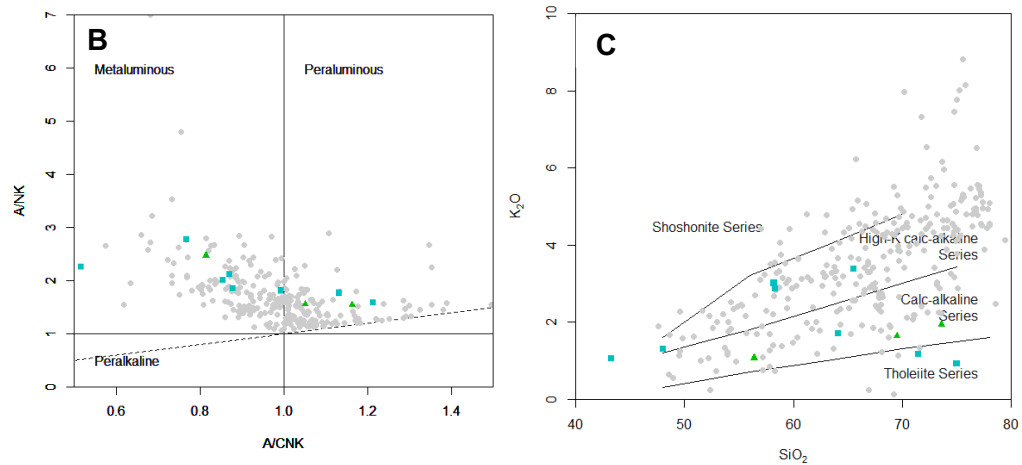 B
Metaluminous
Peraluminous
Peralkaline
A/NK
0
1
2
3
4
5
6
7
0.6
0.8
1.0
1.2
1.4
A/CNK
C
Shoshonite Series
High-K calc-alkaline
Series
Calc-alkaline
Series
Tholeiite Series
K₂O
0
2
4
6
8
10
40
50
60
70
80
SiO₂